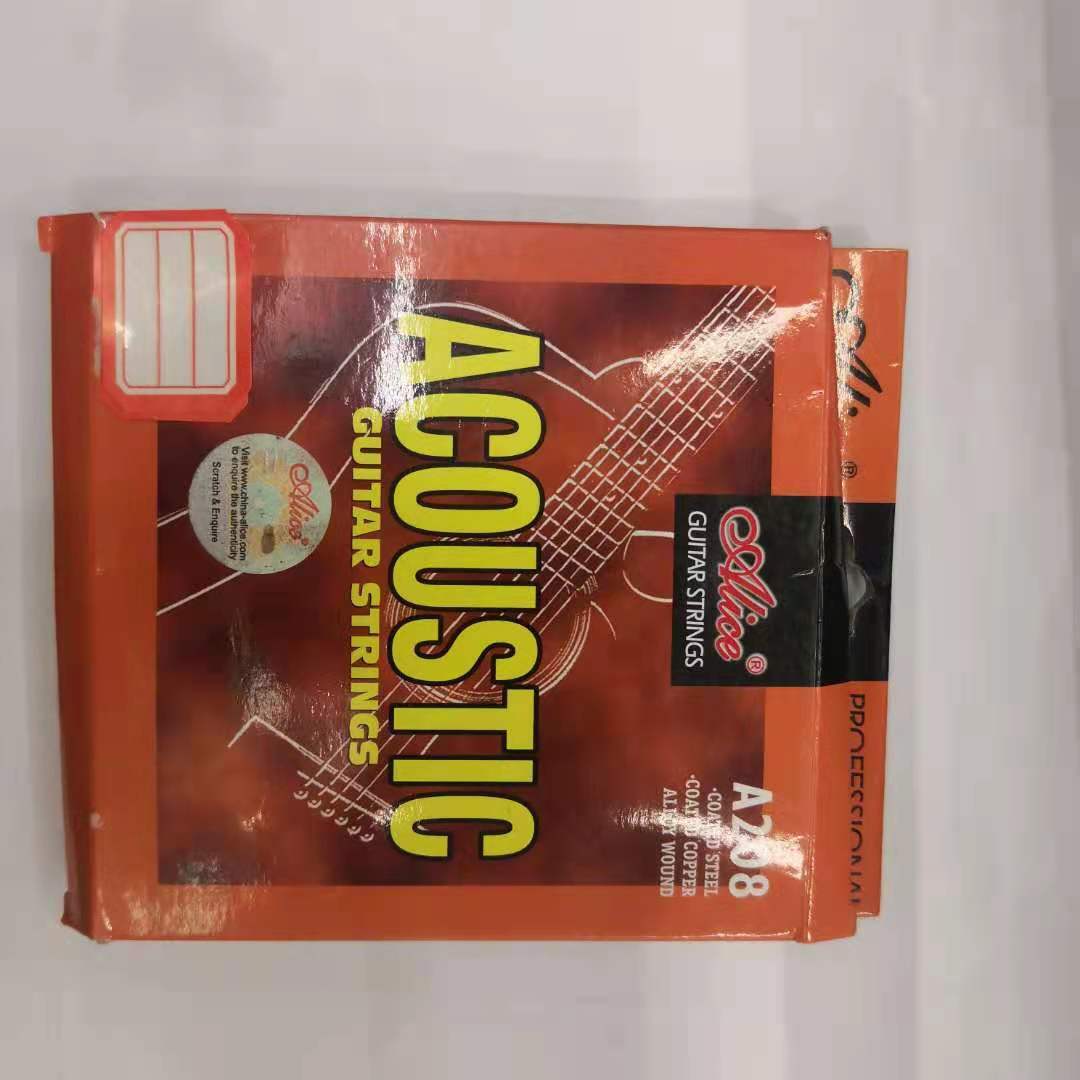 PROFESSIONAL
Alice®
GUITAR STRINGS
A208
·COATED STEEL
·COATED COPPER
ALLOY WOUND
ACOUSTIC
GUITAR STRINGS
Alice®
Visit www.china-alice.com
to enquire the authenticity
Scratch & Enquire